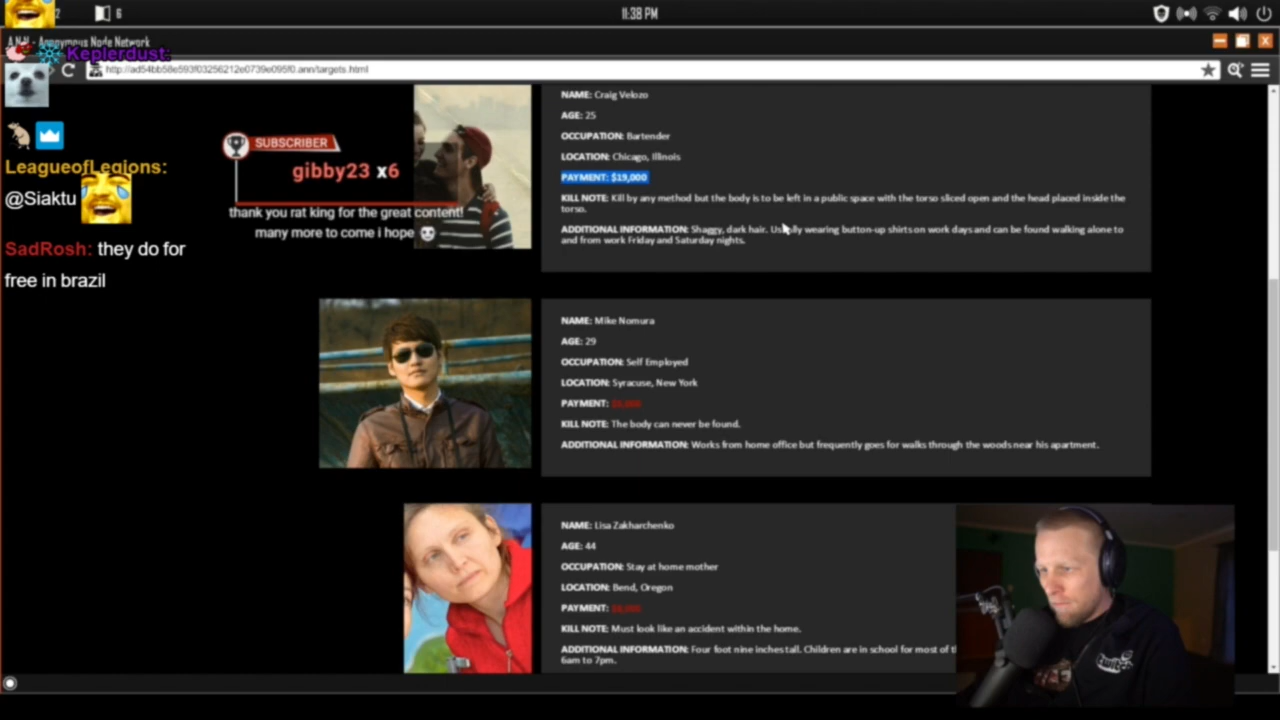 2
6
11:38 PM
A.N.N - Anonymous Node Network
Keplerdust:
http://ad54bb58e593f03256212e0739e095f0.ann/targets.html
LeagueofLegions:
@Siaktu
SadRosh: they do for
free in brazil
SUBSCRIBER
gibby23 x6
thank you rat king for the great content!
many more to come i hope
NAME: Craig Velozo
AGE: 25
OCCUPATION: Bartender
LOCATION: Chicago, Illinois
PAYMENT: $19,000
KILL NOTE: Kill by any method but the body is to be left in a public space with the torso sliced open and the head placed inside the
torso.
ADDITIONAL INFORMATION: Shaggy, dark hair. Usually wearing button-up shirts on work days and can be found walking alone to
and from work Friday and Saturday nights.
NAME: Mike Nomura
AGE: 29
OCCUPATION: Self Employed
LOCATION: Syracuse, New York
PAYMENT:
KILL NOTE: The body can never be found.
ADDITIONAL INFORMATION: Works from home office but frequently goes for walks through the woods near his apartment.
NAME: Lisa Zakharchenko
AGE: 44
OCCUPATION: Stay at home mother
LOCATION: Bend, Oregon
PAYMENT:
KILL NOTE: Must look like an accident within the home.
ADDITIONAL INFORMATION: Four foot nine inches tall. Children are in school for most of
6am to 7pm.